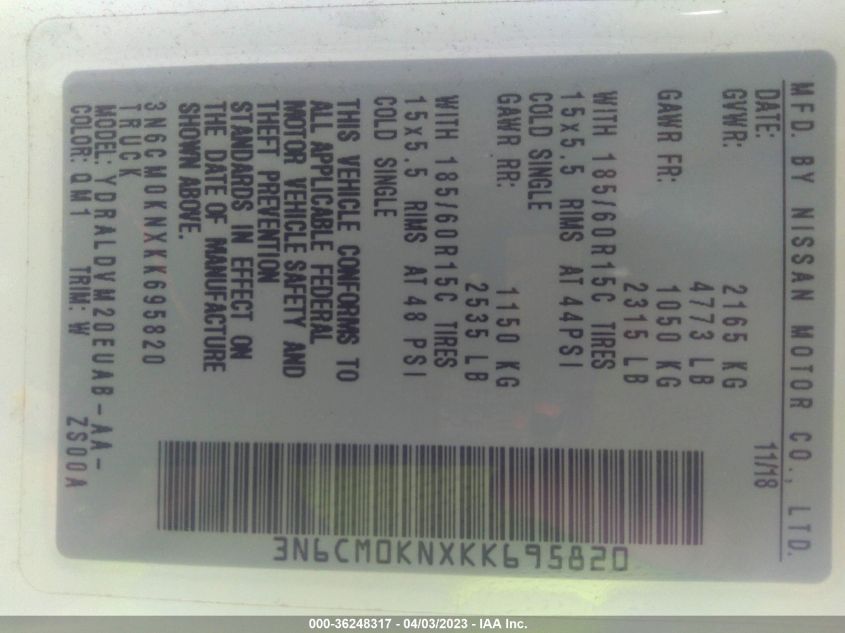 MFD. BY NISSAN MOTOR CO., LTD.
DATE: 11/18
GVWR: 2165 KG
4773 LB
GAWR FR: 1050 KG
2315 LB
WITH 185/60R15C TIRES
15x5.5 RIMS AT 44PSI
COLD SINGLE
GAWR RR: 1150 KG
2535 LB
WITH 185/60R15C TIRES
15x5.5 RIMS AT 48 PSI
COLD SINGLE
THIS VEHICLE CONFORMS TO
ALL APPLICABLE FEDERAL
MOTOR VEHICLE SAFETY AND
THEFT PREVENTION
STANDARDS IN EFFECT ON
THE DATE OF MANUFACTURE
SHOWN ABOVE.
3N6CM0KNXKK695820
TRUCK
MODEL: YDRALDVM20EUAB-AA-
COLOR: QM1 TRIM: W ZS00A
3N6CM0KNXKK695820
000-36248317 - 04/03/2023 - IAA Inc.